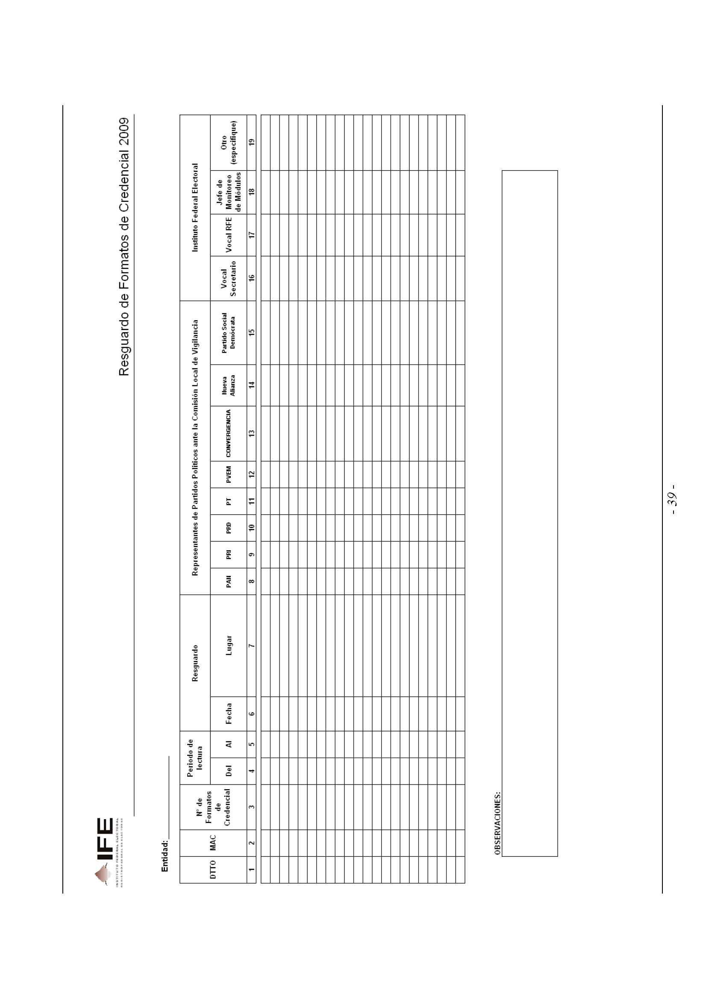 IFE
INSTITUTO FEDERAL ELECTORAL
REGISTRO FEDERAL DE ELECTORES
Resguardo de Formatos de Credencial 2009
Entidad:
DTTO
MAC
N° de
Formatos
de
Credencial
Periodo de
lectura
Resguardo
Representantes de Partidos Politicos ante la Comisión Local de Vigilancia
Instituto Federal Electoral
Del
Al
Fecha
Lugar
PAN
PRI
PRD
PT
PVEM
CONVERGENCIA
Nueva
Alianza
Partido Social
Demócrata
Vocal
Secretario
Vocal RFE
Jefe de
Monitoreo
de Módulos
Otro
(especifique)
1 2 3 4 5 6 7 8 9 10 11 12 13 14 15 16 17 18 19
OBSERVACIONES:
- 39 -